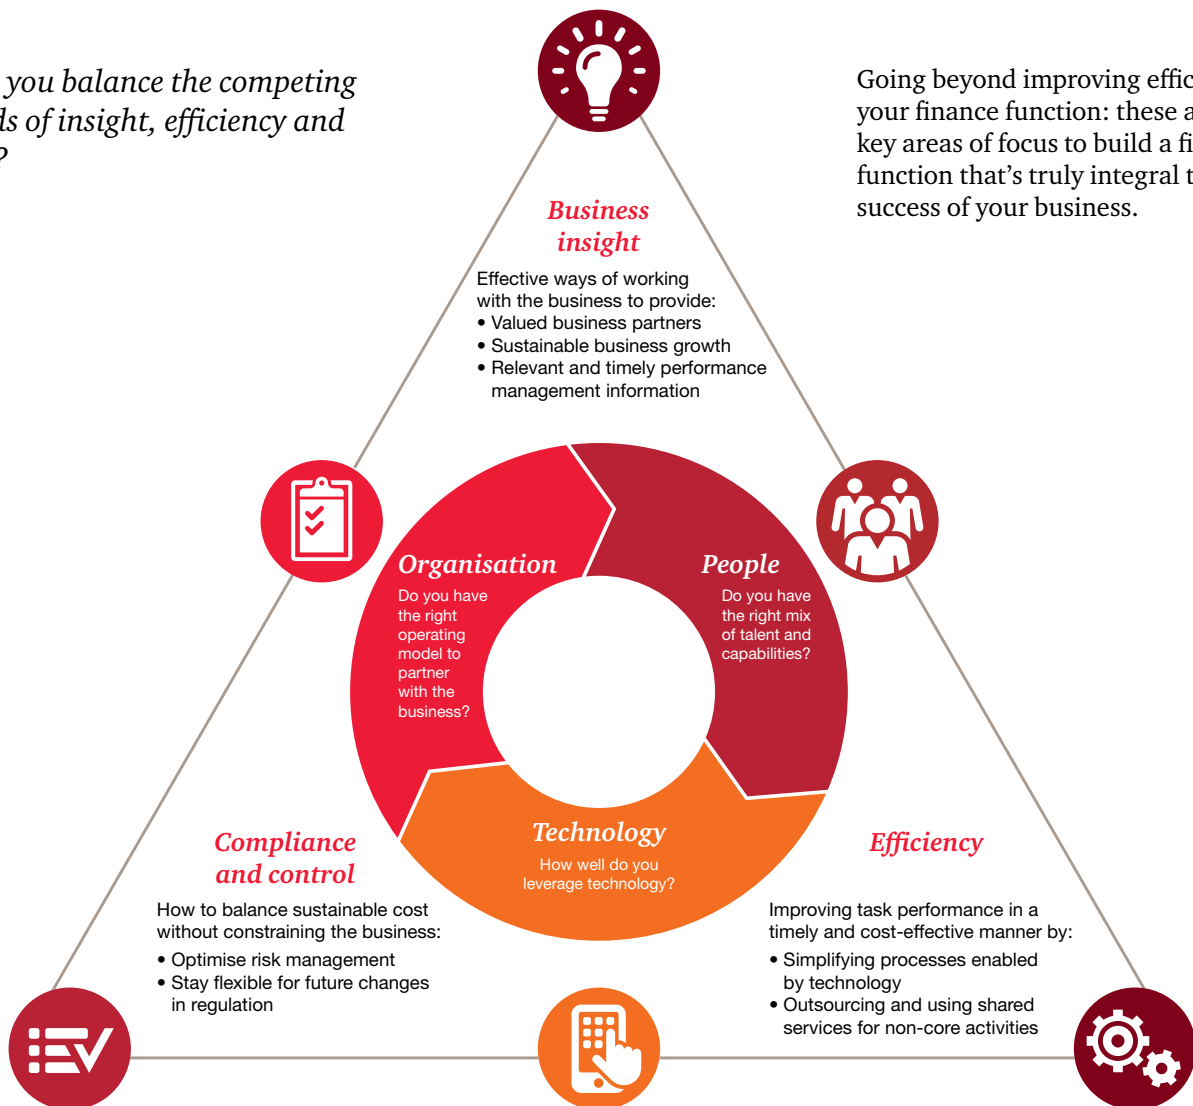 you balance the competing
of insight, efficiency and
?
Going beyond improving
your finance function: these
key areas of focus to build a
function that’s truly integral
success of your business.
Business
insight
Effective ways of working
with the business to provide:
• Valued business partners
• Sustainable business growth
• Relevant and timely performance
management information
Organisation
Do you have
the right
operating
model to
partner
with the
business?
People
Do you have
the right mix
of talent and
capabilities?
Technology
How well do you
leverage technology?
Compliance
and control
How to balance sustainable cost
without constraining the business:
• Optimise risk management
• Stay flexible for future changes
in regulation
Efficiency
Improving task performance in a
timely and cost-effective manner by:
• Simplifying processes enabled
by technology
• Outsourcing and using shared
services for non-core activities